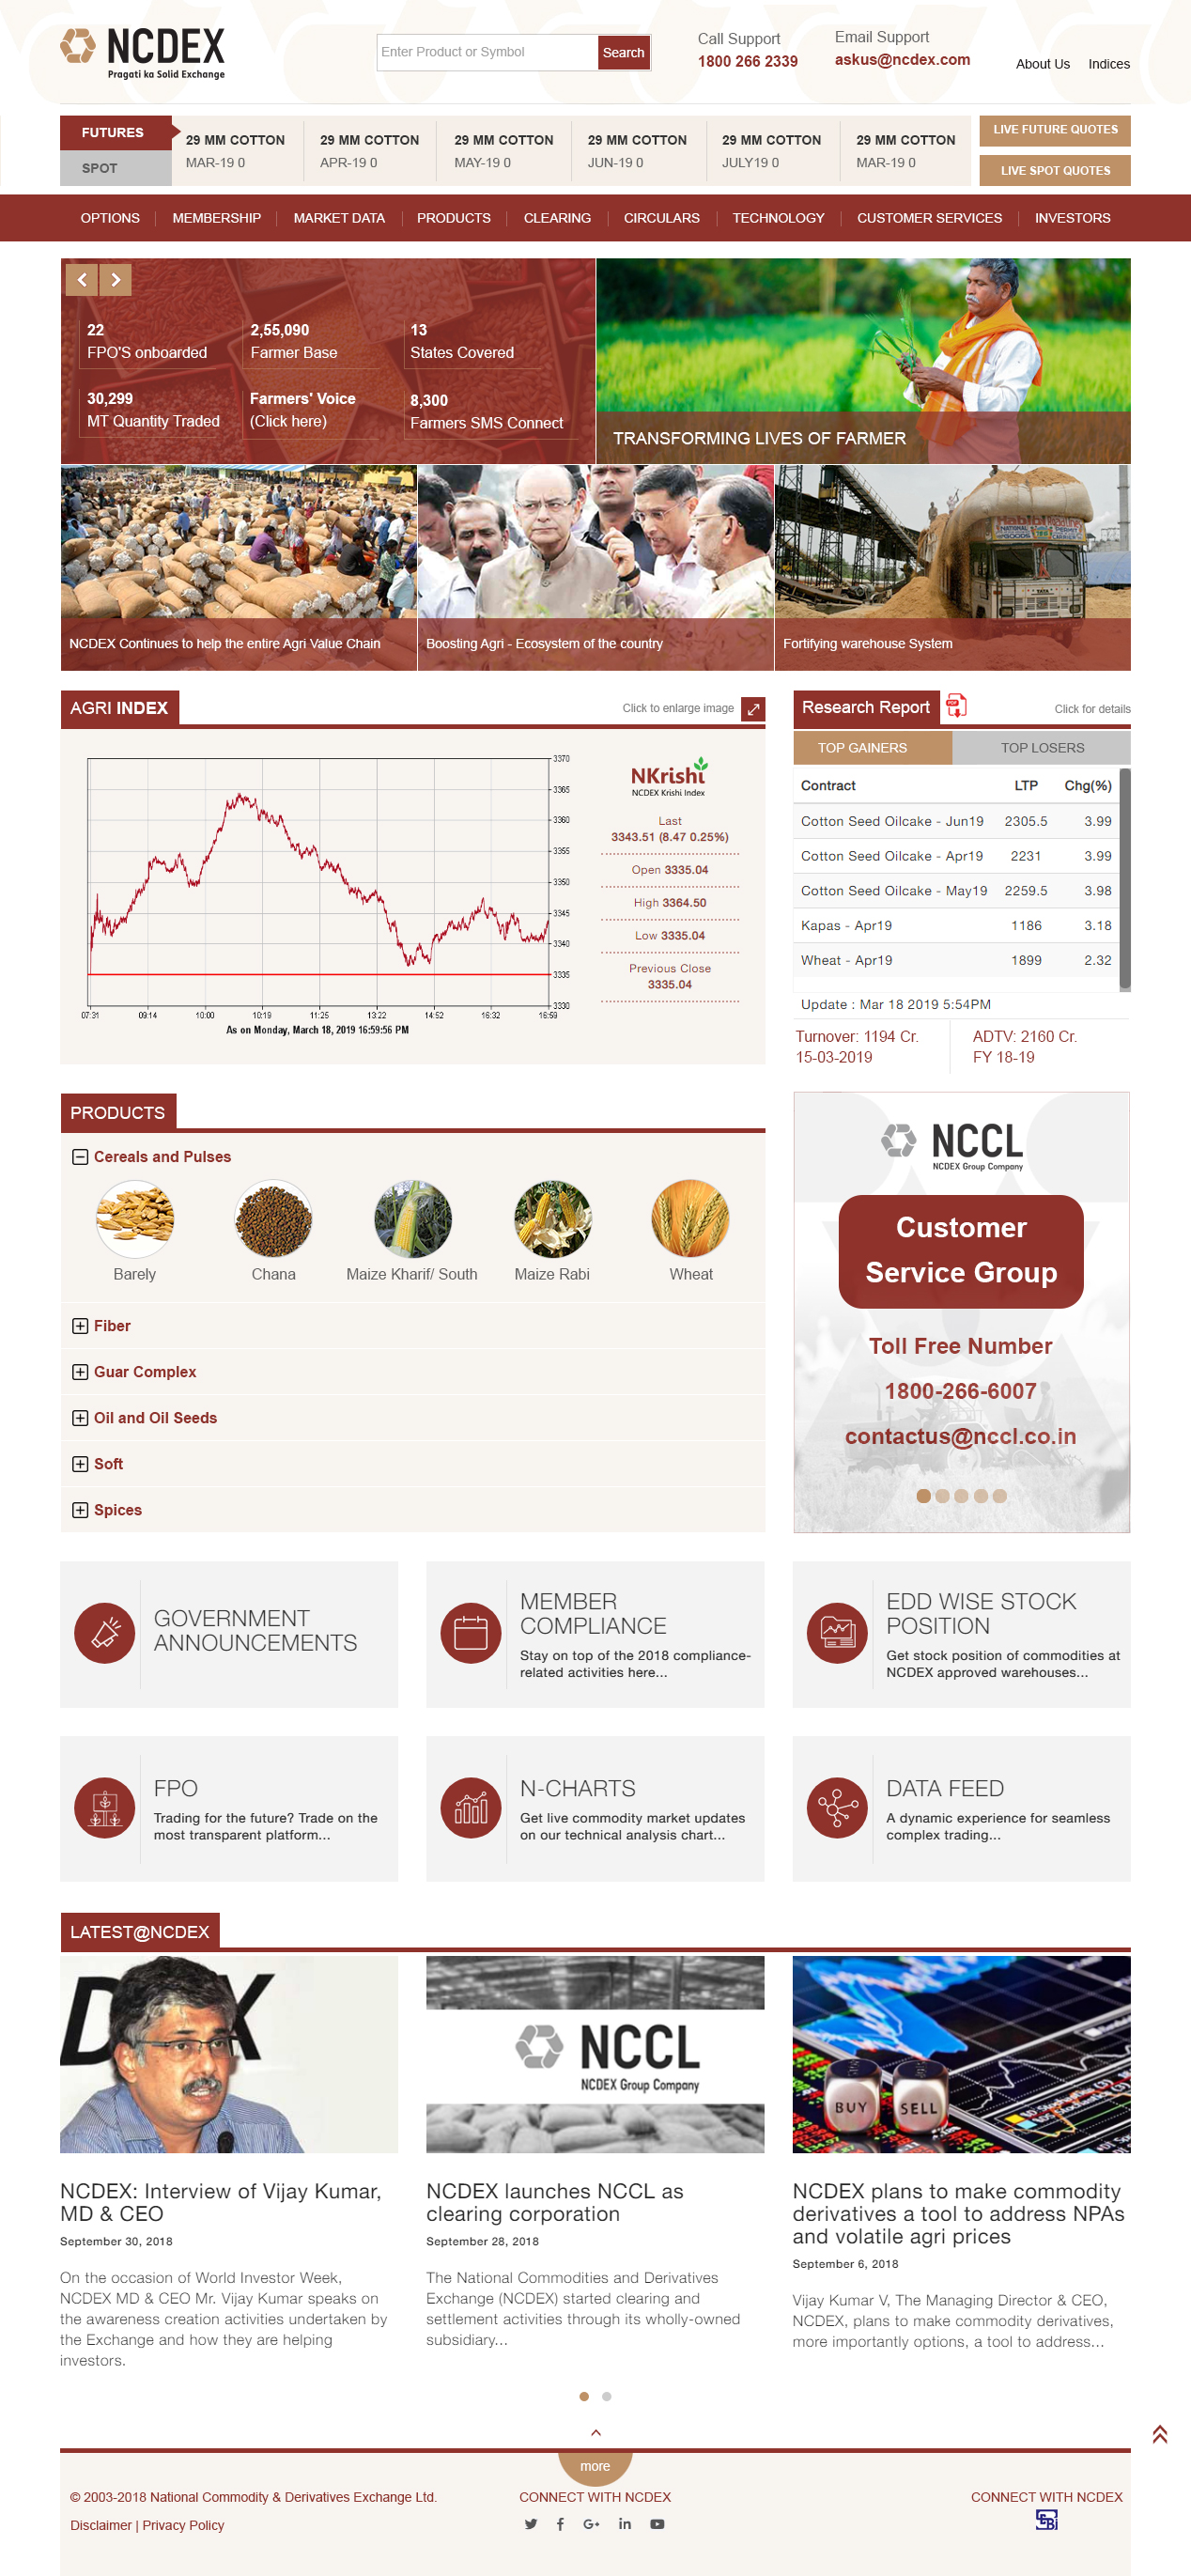 NCDEX
Pragati ka Solid Exchange
Enter Product or Symbol
Search
Call Support
1800 266 2339
Email Support
askus@ncdex.com
About Us
Indices
FUTURES
SPOT
29 MM COTTON
MAR-19 0
29 MM COTTON
APR-19 0
29 MM COTTON
MAY-19 0
29 MM COTTON
JUN-19 0
29 MM COTTON
JULY19 0
29 MM COTTON
MAR-19 0
LIVE FUTURE QUOTES
LIVE SPOT QUOTES
OPTIONS
MEMBERSHIP
MARKET DATA
PRODUCTS
CLEARING
CIRCULARS
TECHNOLOGY
CUSTOMER SERVICES
INVESTORS
22
FPO'S onboarded
2,55,090
Farmer Base
13
States Covered
30,299
MT Quantity Traded
Farmers' Voice
(Click here)
8,300
Farmers SMS Connect
TRANSFORMING LIVES OF FARMER
NCDEX Continues to help the entire Agri Value Chain
Boosting Agri - Ecosystem of the country
NATIONAL PERMIT
GOODS CARRIER
TATA
Fortifying warehouse System
AGRI INDEX
Click to enlarge image
3370
3365
3360
3355
3350
3345
3340
3335
3330
07:31 09:14 10:00 10:19 11:25 13:22 14:52 16:32 16:59
As on Monday, March 18, 2019 16:59:56 PM
NKrishi
NCDEX Krishi Index
Last
3343.51 (8.47 0.25%)
Open 3335.04
High 3364.50
Low 3335.04
Previous Close
3335.04
Research Report
PDF
Click for details
TOP GAINERS
TOP LOSERS
Contract LTP Chg(%)
Cotton Seed Oilcake - Jun19 2305.5 3.99
Cotton Seed Oilcake - Apr19 2231 3.99
Cotton Seed Oilcake - May19 2259.5 3.98
Kapas - Apr19 1186 3.18
Wheat - Apr19 1899 2.32
Update : Mar 18 2019 5:54PM
Turnover: 1194 Cr.
15-03-2019
ADTV: 2160 Cr.
FY 18-19
PRODUCTS
Cereals and Pulses
Barely
Chana
Maize Kharif/ South
Maize Rabi
Wheat
Fiber
Guar Complex
Oil and Oil Seeds
Soft
Spices
NCCL
NCDEX Group Company
Customer
Service Group
Toll Free Number
1800-266-6007
contactus@nccl.co.in
GOVERNMENT
ANNOUNCEMENTS
MEMBER
COMPLIANCE
Stay on top of the 2018 compliance-
related activities here...
EDD WISE STOCK
POSITION
Get stock position of commodities at
NCDEX approved warehouses...
FPO
Trading for the future? Trade on the
most transparent platform...
N-CHARTS
Get live commodity market updates
on our technical analysis chart...
DATA FEED
A dynamic experience for seamless
complex trading...
LATEST@NCDEX
NCCL
NCDEX Group Company
BUY
SELL
NCDEX: Interview of Vijay Kumar,
MD & CEO
September 30, 2018
On the occasion of World Investor Week,
NCDEX MD & CEO Mr. Vijay Kumar speaks on
the awareness creation activities undertaken by
the Exchange and how they are helping
investors.
NCDEX launches NCCL as
clearing corporation
September 28, 2018
The National Commodities and Derivatives
Exchange (NCDEX) started clearing and
settlement activities through its wholly-owned
subsidiary...
NCDEX plans to make commodity
derivatives a tool to address NPAs
and volatile agri prices
September 6, 2018
Vijay Kumar V, The Managing Director & CEO,
NCDEX, plans to make commodity derivatives,
more importantly options, a tool to address...
more
© 2003-2018 National Commodity & Derivatives Exchange Ltd.
Disclaimer | Privacy Policy
CONNECT WITH NCDEX
CONNECT WITH NCDEX
SEBI